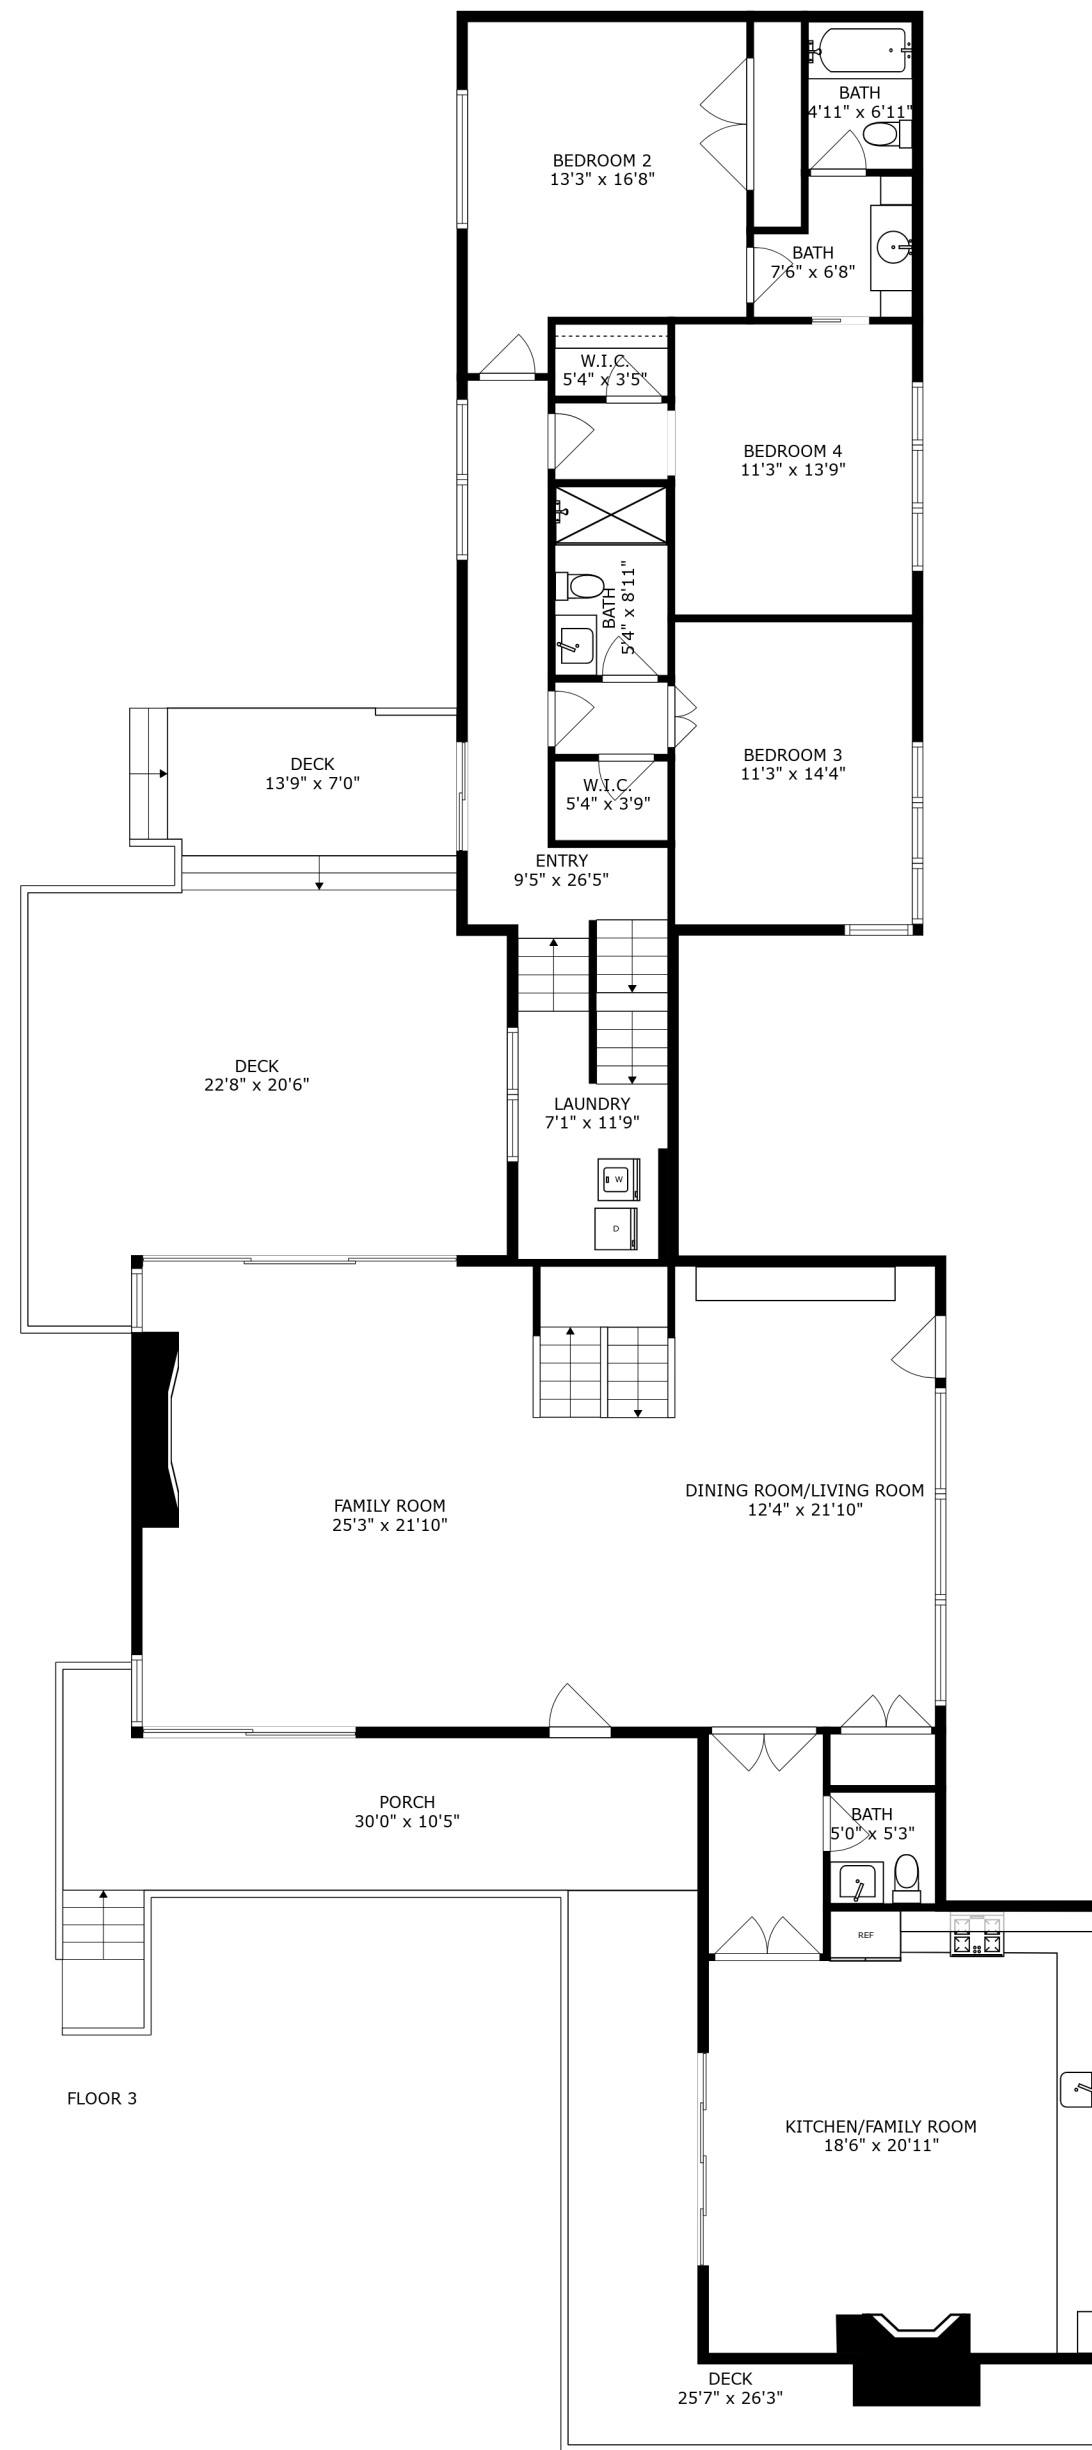 BATH
4'11" x 6'11"
BEDROOM 2
13'3" x 16'8"
BATH
7'6" x 6'8"
W.I.C.
5'4" x 3'5"
BEDROOM 4
11'3" x 13'9"
BATH
5'4" x 8'11"
BEDROOM 3
11'3" x 14'4"
DECK
13'9" x 7'0"
W.I.C.
5'4" x 3'9"
ENTRY
9'5" x 26'5"
DECK
22'8" x 20'6"
LAUNDRY
7'1" x 11'9"
W
D
DINING ROOM/LIVING ROOM
12'4" x 21'10"
FAMILY ROOM
25'3" x 21'10"
PORCH
30'0" x 10'5"
BATH
5'0" x 5'3"
REF
FLOOR 3
KITCHEN/FAMILY ROOM
18'6" x 20'11"
DECK
25'7" x 26'3"